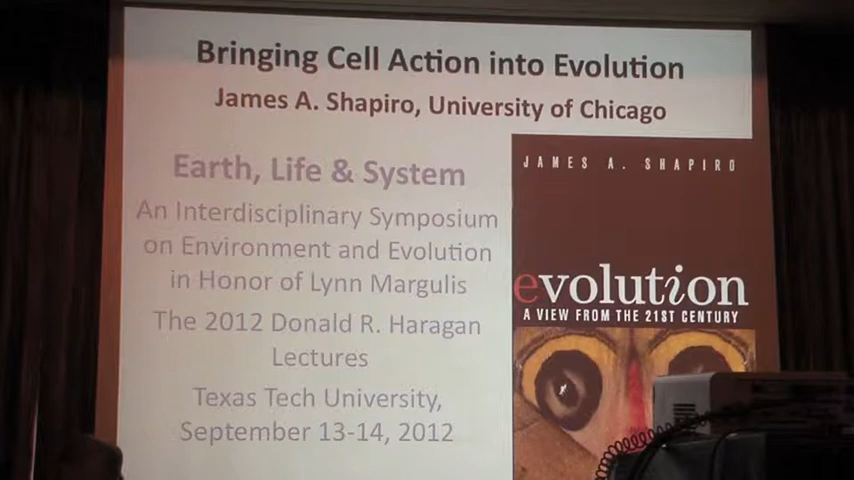 Bringing Cell Action into Evolution
James A. Shapiro, University of Chicago
Earth, Life & System
An Interdisciplinary Symposium
on Environment and Evolution
in Honor of Lynn Margulis
The 2012 Donald R. Haragan
Lectures
Texas Tech University,
September 13-14, 2012
JAMES A. SHAPIRO
evolution
A VIEW FROM THE 21ST CENTURY